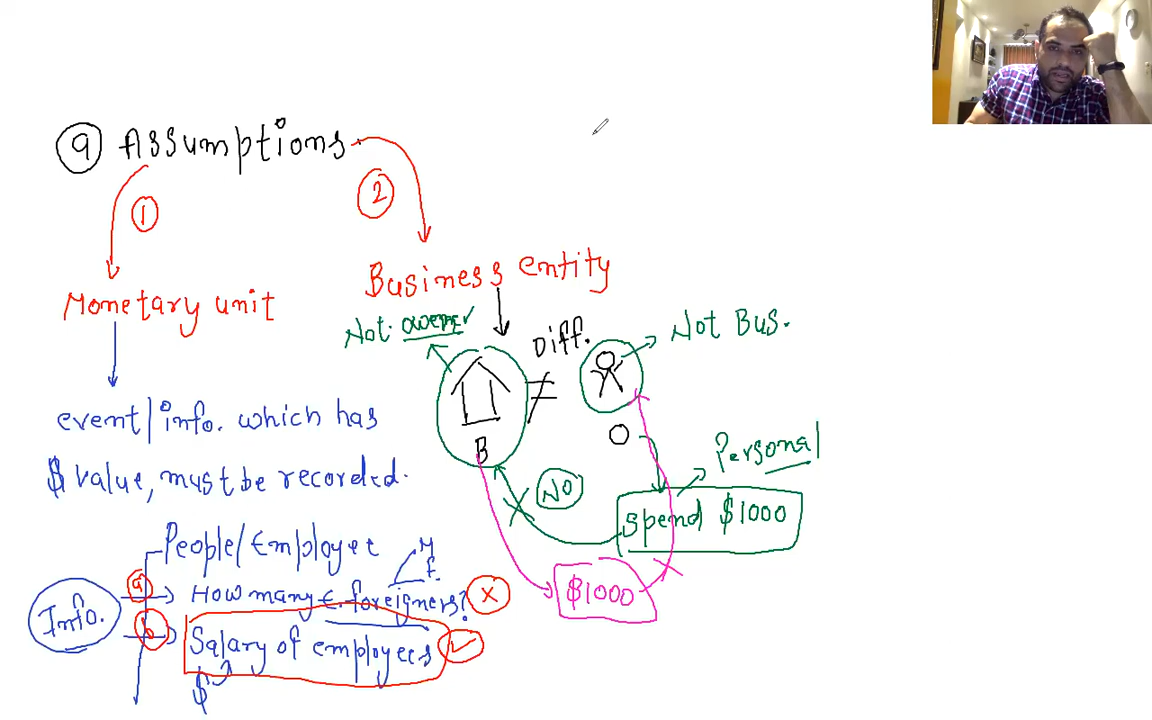 9 Assumptions
1
2
Monetary unit
Business entity
event/info. which has
$ value, must be recorded.
Info.
People/Employee
a
How many E. foreigners?
M
F.
X
b
Salary of employees
$
Not owener
Diff.
Not Bus.
B
O
Personal
Spend $1000
NO
$1000